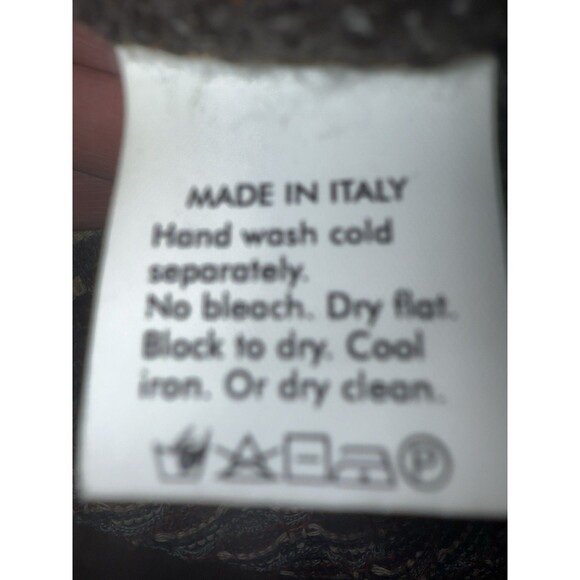 MADE IN ITALY
Hand wash cold
separately.
No bleach. Dry flat.
Block to dry. Cool
iron. Or dry clean.
P